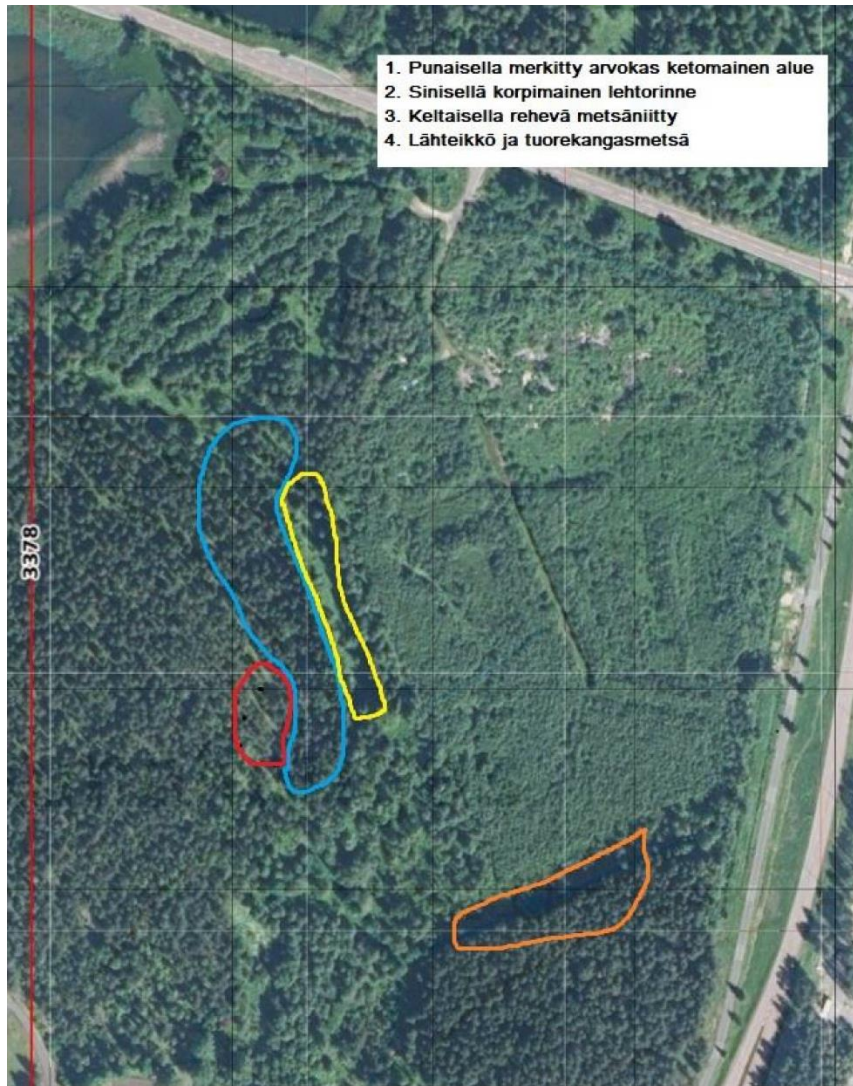 1. Punaisella merkitty arvokas ketomainen alue
2. Sinisellä korpimainen lehtorinne
3. Keltaisella rehevä metsäniitty
4. Lähteikkö ja tuorekangasmetsä
3378